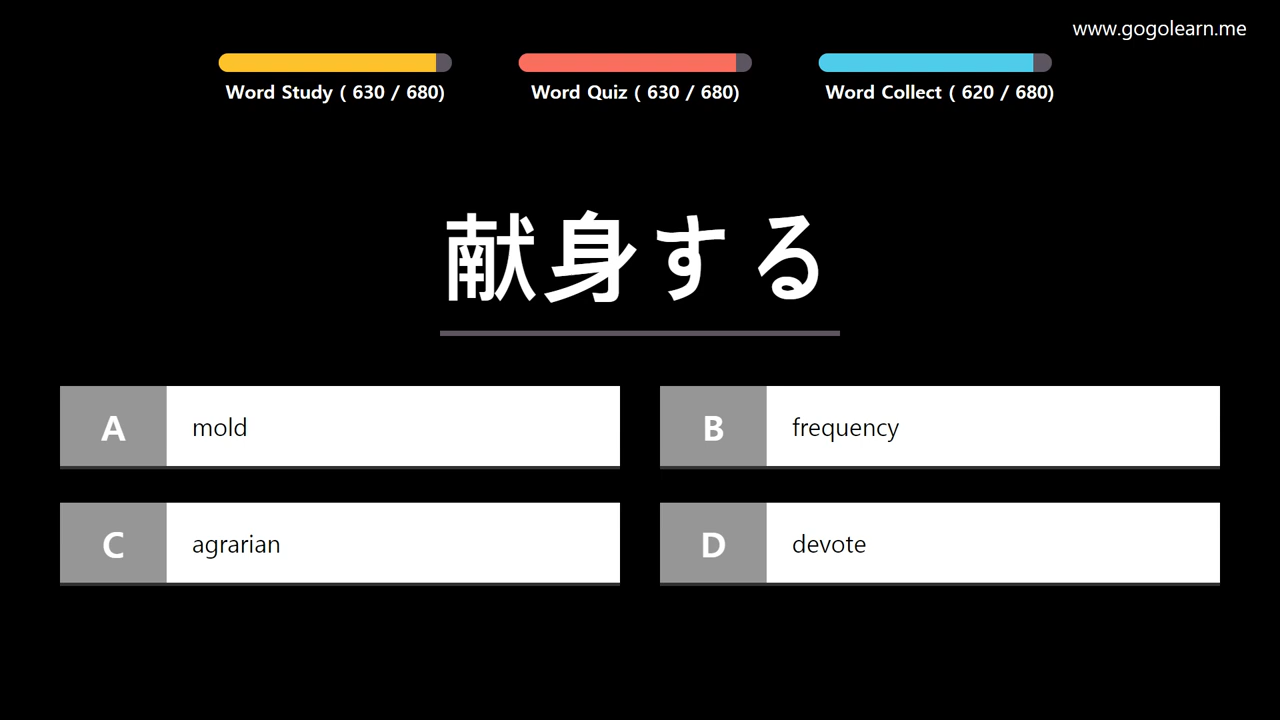 www.gogolearn.me
Word Study ( 630 / 680)
Word Quiz ( 630 / 680)
Word Collect ( 620 / 680)
献身する
A mold
B frequency
C agrarian
D devote